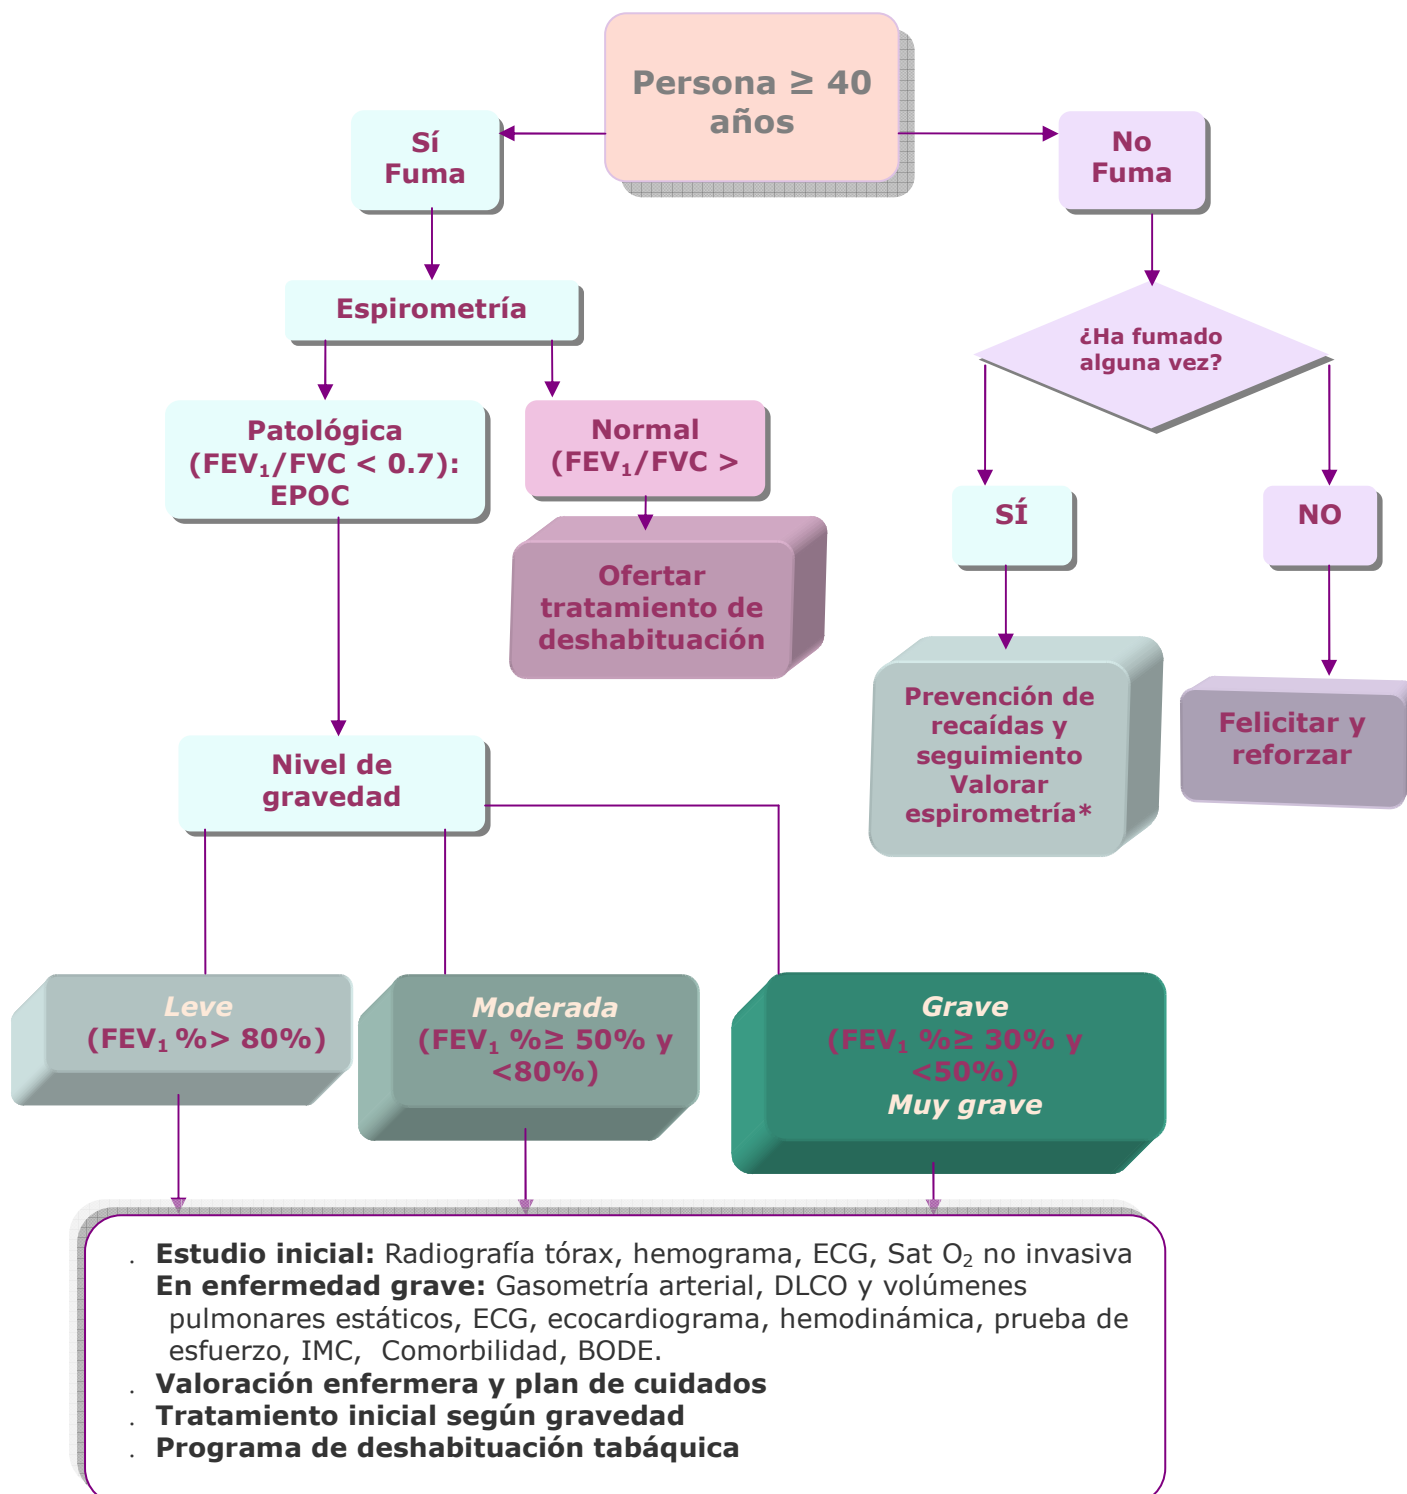 Persona ≥ 40
años
Sí
Fuma
No
Fuma
Espirometría
¿Ha fumado
alguna vez?
Patológica
(FEV₁/FVC < 0.7):
EPOC
Normal
(FEV₁/FVC >
SÍ
NO
Ofertar
tratamiento de
deshabituación
Prevención de
recaídas y
seguimiento
Valorar
espirometría*
Felicitar y
reforzar
Nivel de
gravedad
Leve
(FEV₁ %> 80%)
Moderada
(FEV₁ %≥ 50% y
<80%)
Grave
(FEV₁ %≥ 30% y
<50%)
Muy grave
. Estudio inicial: Radiografía tórax, hemograma, ECG, Sat O₂ no invasiva
En enfermedad grave: Gasometría arterial, DLCO y volúmenes
pulmonares estáticos, ECG, ecocardiograma, hemodinámica, prueba de
esfuerzo, IMC, Comorbilidad, BODE.
. Valoración enfermera y plan de cuidados
. Tratamiento inicial según gravedad
. Programa de deshabituación tabáquica